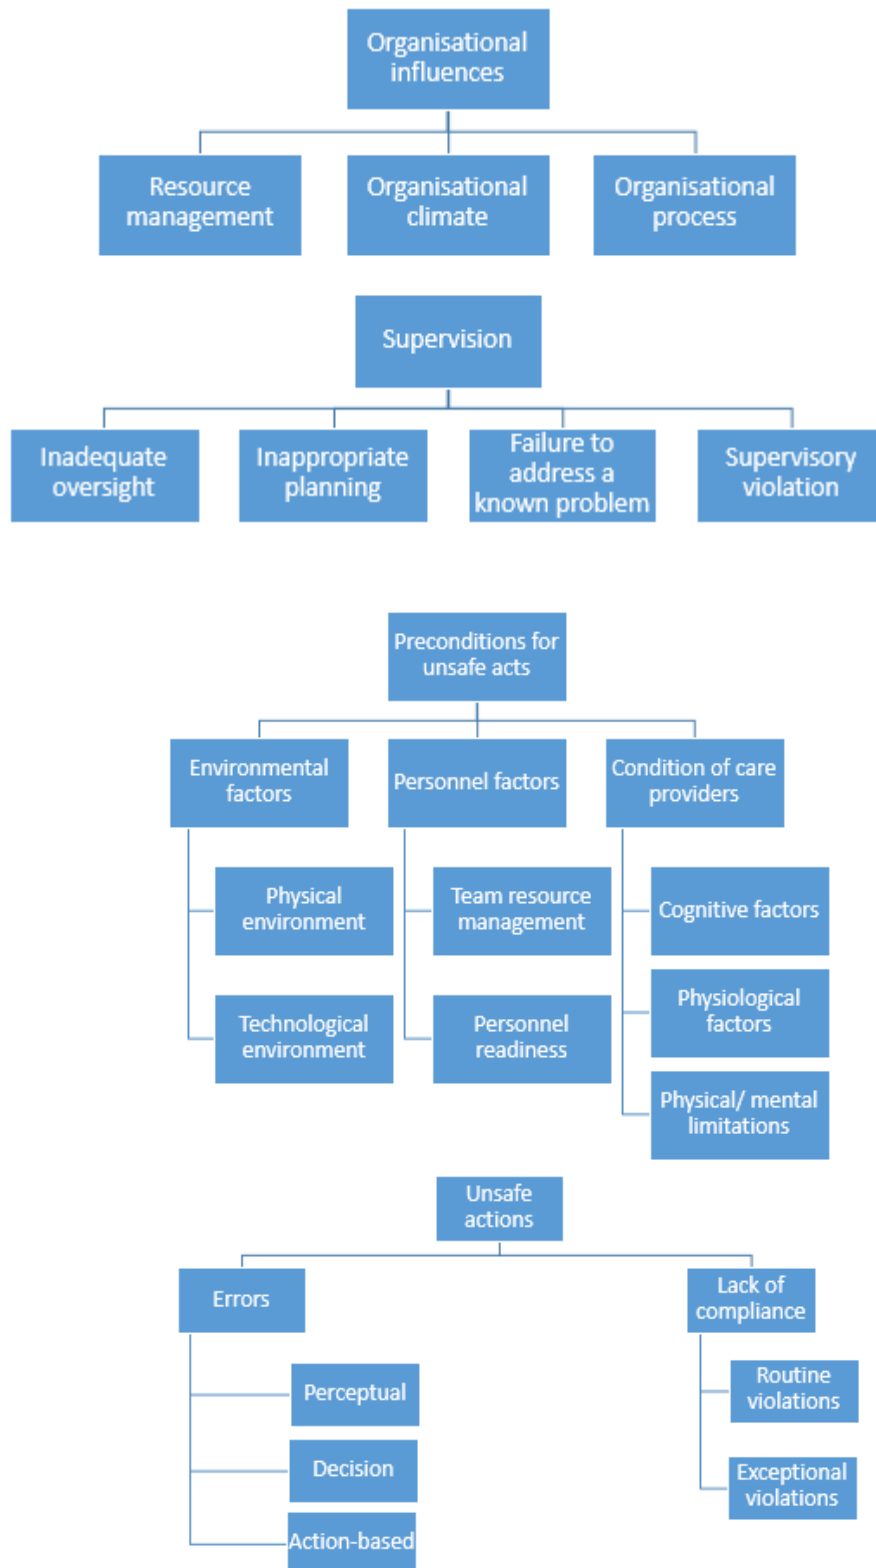 Organisational
influences
Resource
management
Organisational
climate
Organisational
process
Supervision
Inadequate
oversight
Inappropriate
planning
Failure to
address a
known problem
Supervisory
violation
Preconditions for
unsafe acts
Environmental
factors
Personnel factors
Condition of care
providers
Physical
environment
Team resource
management
Cognitive factors
Technological
environment
Personnel
readiness
Physiological
factors
Physical/ mental
limitations
Unsafe
actions
Errors
Lack of
compliance
Perceptual
Decision
Action-based
Routine
violations
Exceptional
violations